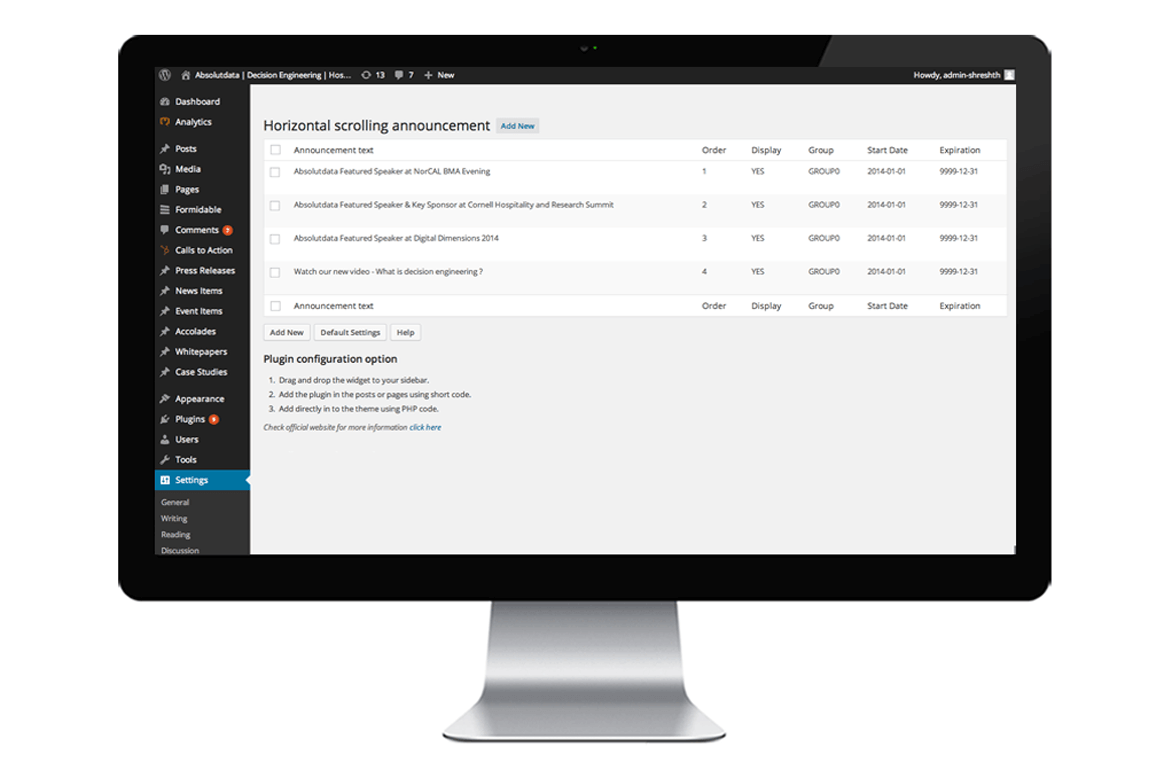 Absolutdata | Decision Engineering | Hos... 13 7 + New Howdy, admin-shreshth
Dashboard
Analytics
Posts
Media
Pages
Formidable
Comments 7
Calls to Action
Press Releases
News Items
Event Items
Accolades
Whitepapers
Case Studies
Appearance
Plugins 9
Users
Tools
Settings
General
Writing
Reading
Discussion
Horizontal scrolling announcement Add New
Announcement text Order Display Group Start Date Expiration
Absolutdata Featured Speaker at NorCAL BMA Evening 1 YES GROUP0 2014-01-01 9999-12-31
Absolutdata Featured Speaker & Key Sponsor at Cornell Hospitality and Research Summit 2 YES GROUP0 2014-01-01 9999-12-31
Absolutdata Featured Speaker at Digital Dimensions 2014 3 YES GROUP0 2014-01-01 9999-12-31
Watch our new video - What is decision engineering ? 4 YES GROUP0 2014-01-01 9999-12-31
Announcement text Order Display Group Start Date Expiration
Add New Default Settings Help
Plugin configuration option
1. Drag and drop the widget to your sidebar.
2. Add the plugin in the posts or pages using short code.
3. Add directly in to the theme using PHP code.
Check official website for more information click here